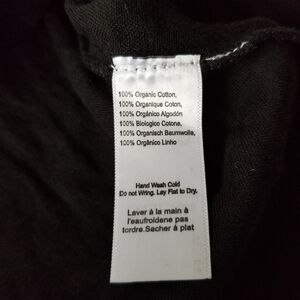 100% Organic Cotton,
100% Organique Coton,
100% Orgánico Algodón
100% Biologico Cotone,
100% Organisch Baumwolle,
100% Orgânico Linho
Hand Wash Cold
Do not Wring. Lay Flat to Dry.
Laver à la main à
l'eaufroidene pas
tordre.Secher à plat